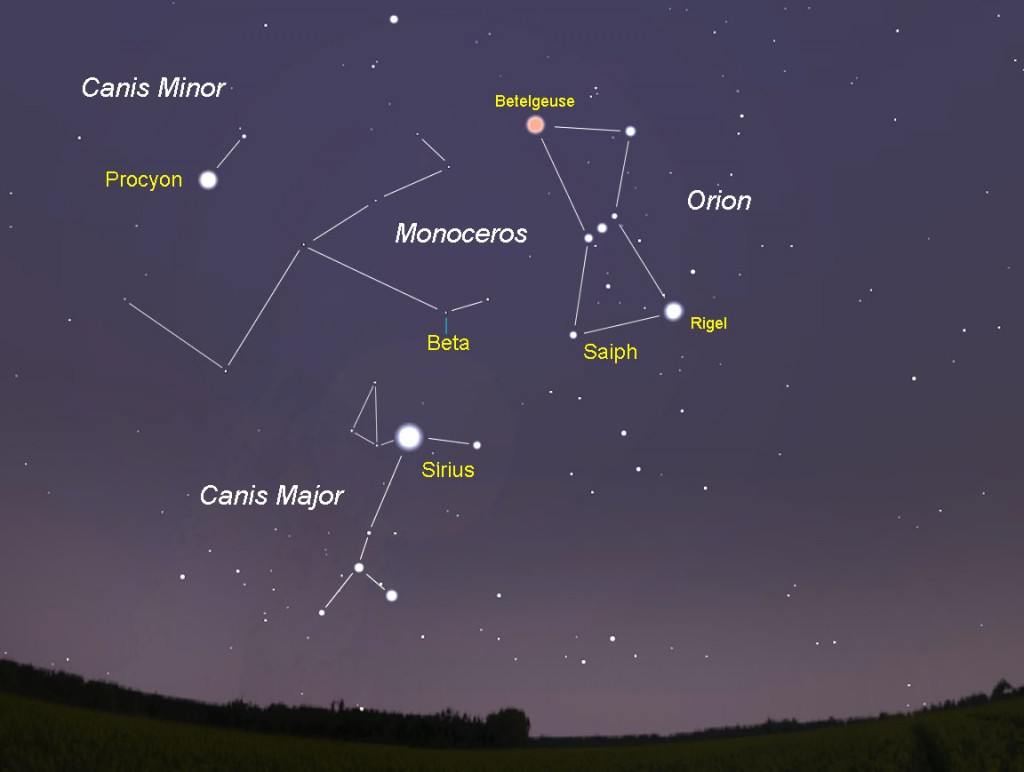 Canis Minor
Betelgeuse
Procyon
Orion
Monoceros
Rigel
Beta
Saiph
Sirius
Canis Major